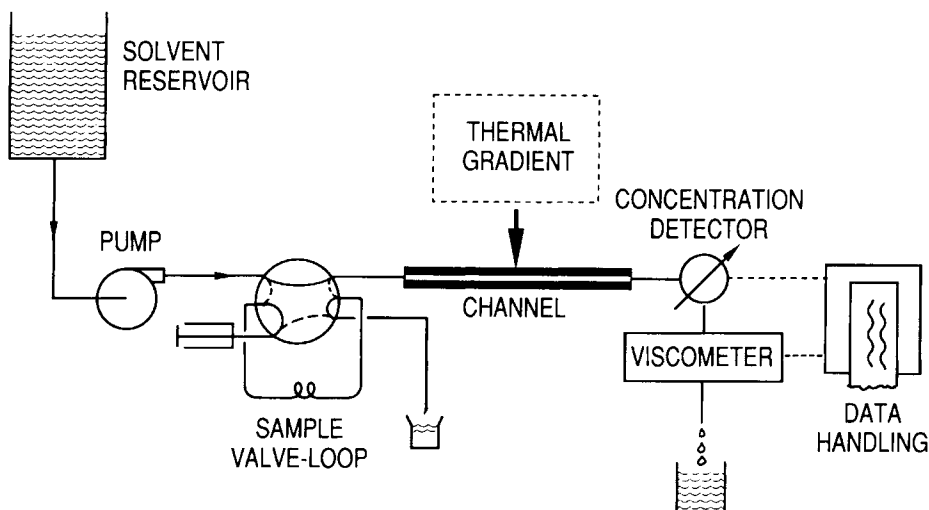 SOLVENT
RESERVOIR
PUMP
THERMAL
GRADIENT
CONCENTRATION
DETECTOR
CHANNEL
VISCOMETER
SAMPLE
VALVE-LOOP
DATA
HANDLING